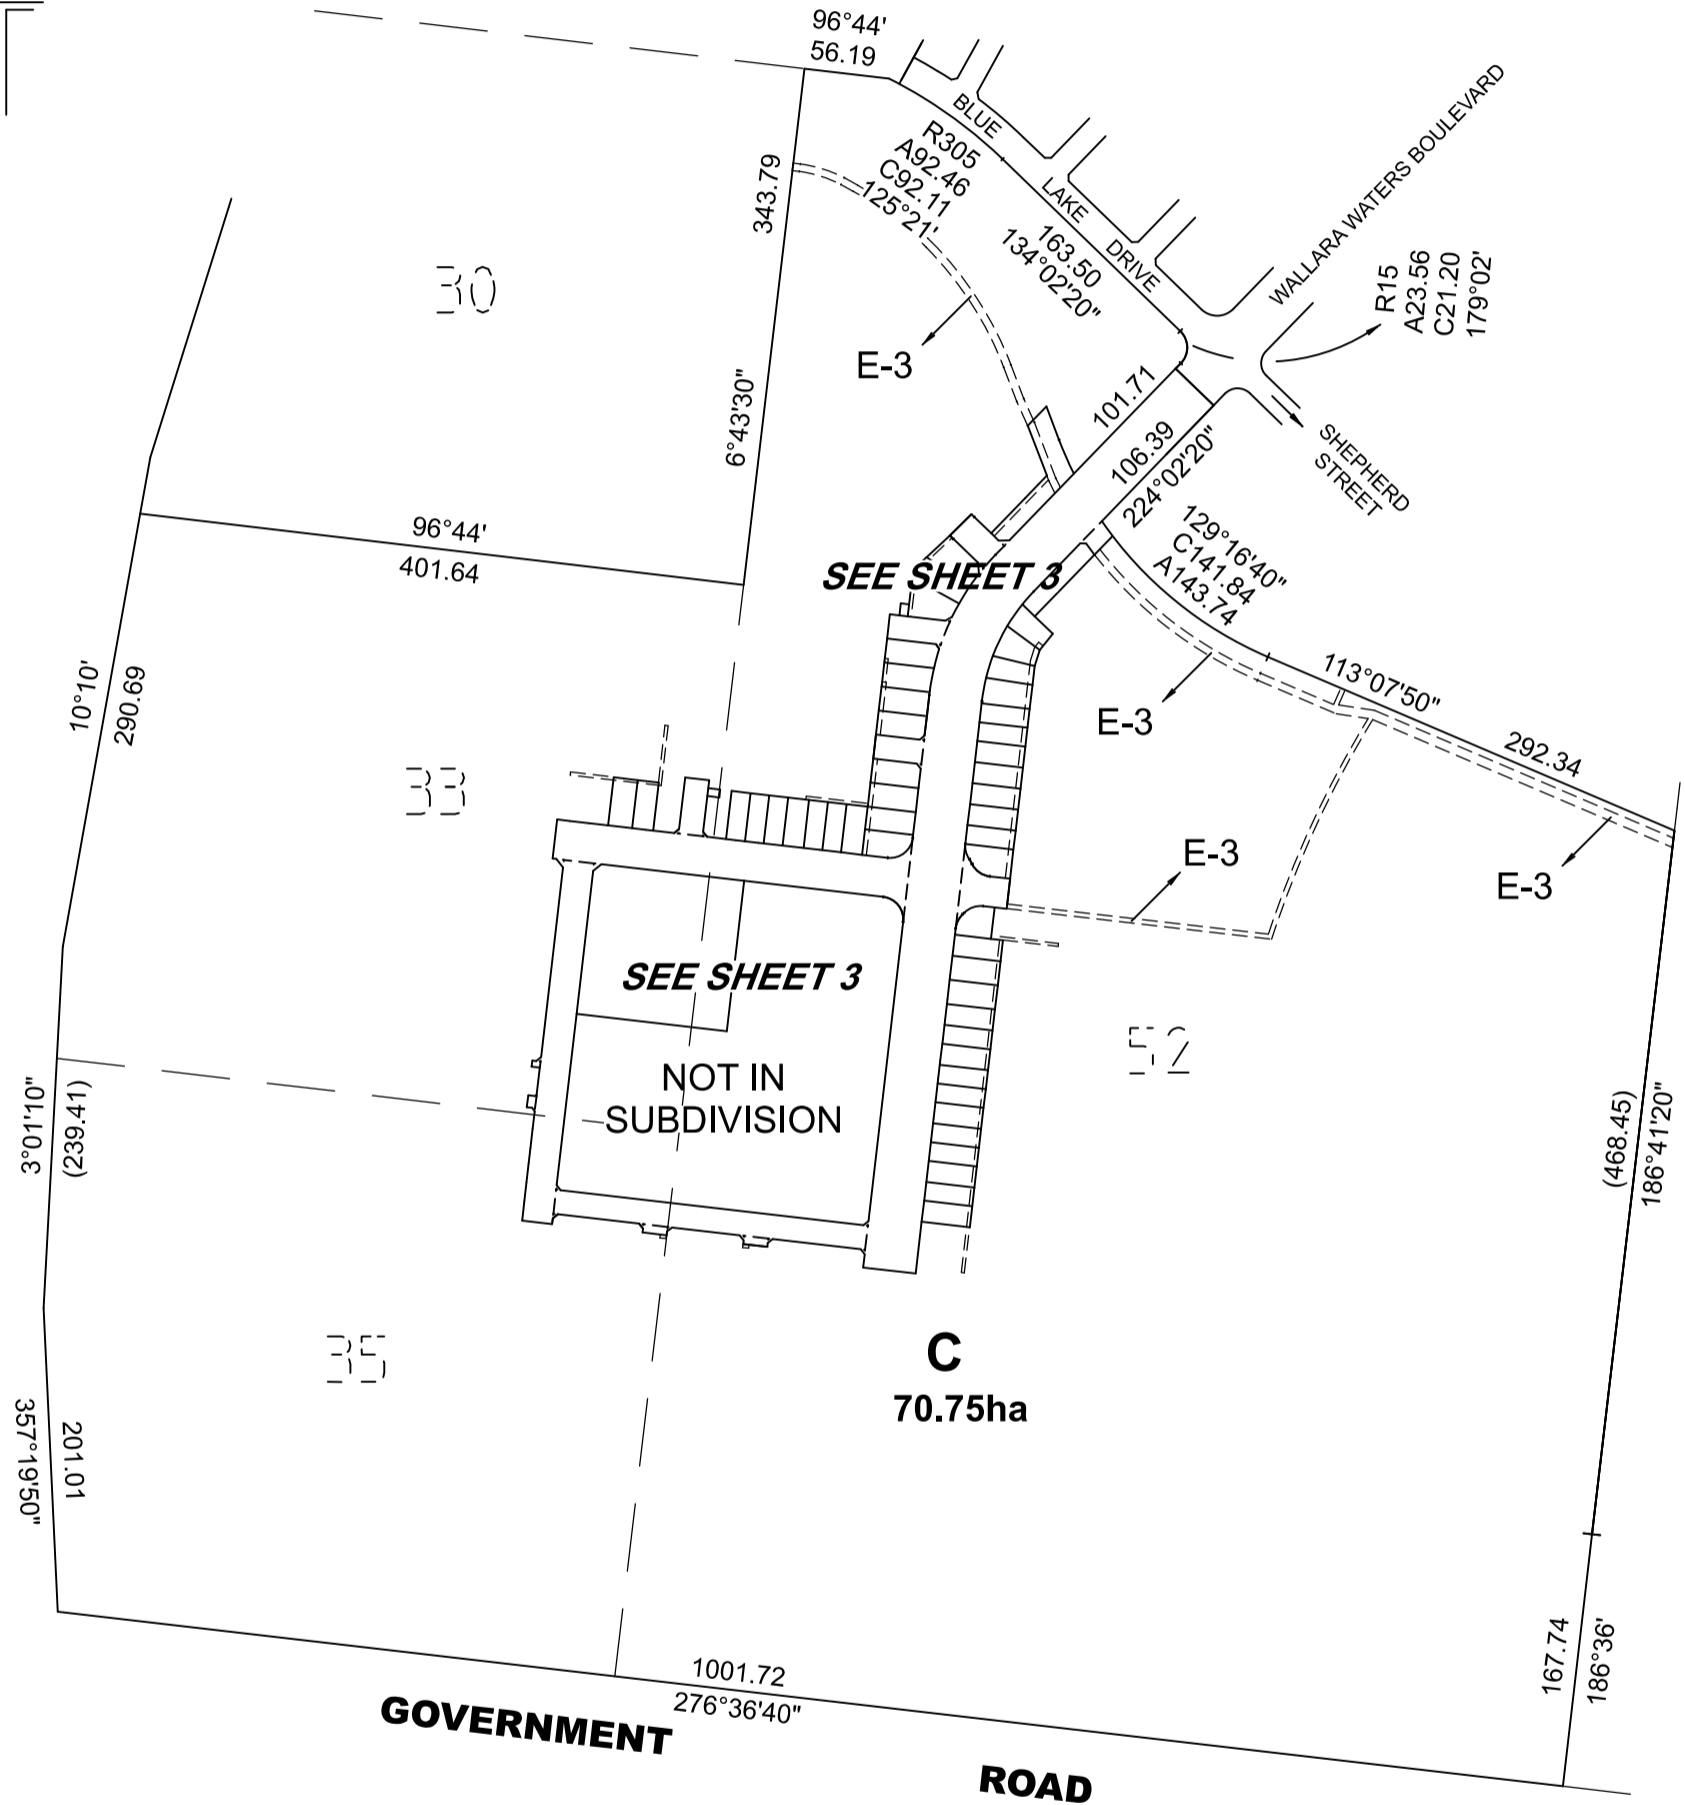 96°44'
56.19
BLUE
LAKE
DRIVE
WALLARA WATERS BOULEVARD
R305
A92.46
C92.11
125°21'
343.79
6°43'30"
163.50
134°02'20"
R15
A23.56
C21.20
179°02'
30
E-3
101.71
106.39
224°02'20"
SHEPHERD
STREET
96°44'
401.64
SEE SHEET 3
129°16'40"
C141.84
A143.74
E-3
113°07'50"
292.34
10°10'
290.69
33
E-3
E-3
SEE SHEET 3
NOT IN
SUBDIVISION
52
3°01'10"
(239.41)
(468.45)
186°41'20"
35
C
70.75ha
357°19'50"
201.01
167.74
186°36'
1001.72
276°36'40"
GOVERNMENT
ROAD